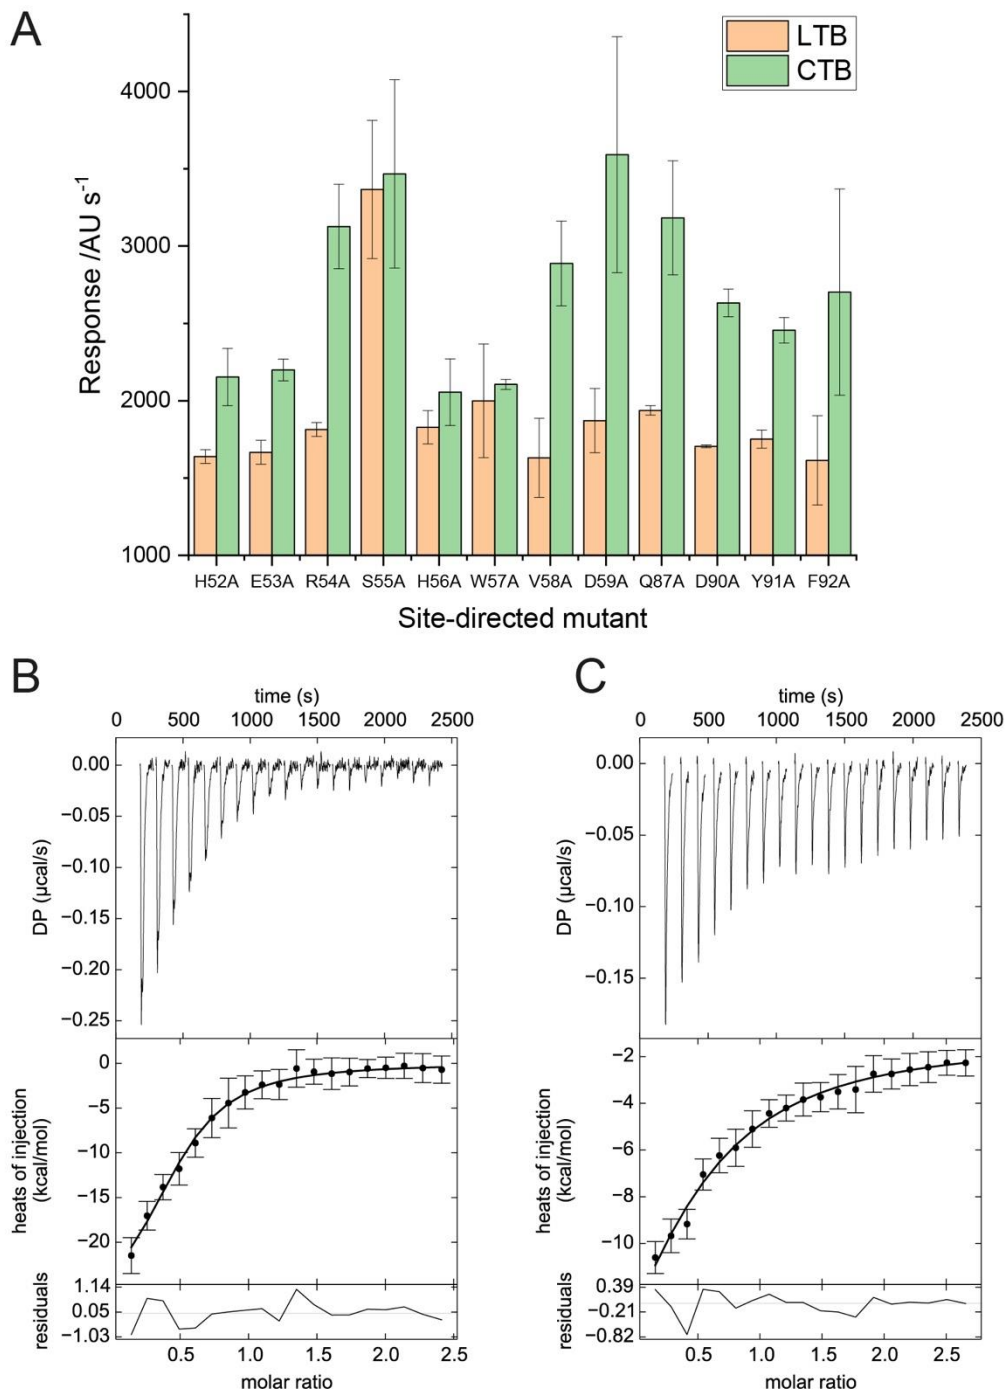 A
LTB
CTB
Response /AU s⁻¹
4000
3000
2000
1000
H52A E53A R54A S55A H56A W57A V58A D59A Q87A D90A Y91A F92A
Site-directed mutant
B
time (s)
0 500 1000 1500 2000 2500
DP (μcal/s)
0.00
−0.05
−0.10
−0.15
−0.20
−0.25
heats of injection
(kcal/mol)
0
−5
−10
−15
−20
residuals
1.14
0.05
−1.03
0.5 1.0 1.5 2.0 2.5
molar ratio
C
time (s)
0 500 1000 1500 2000 2500
DP (μcal/s)
0.00
−0.05
−0.10
−0.15
heats of injection
(kcal/mol)
−2
−4
−6
−8
−10
residuals
0.39
−0.21
−0.82
0.5 1.0 1.5 2.0 2.5
molar ratio